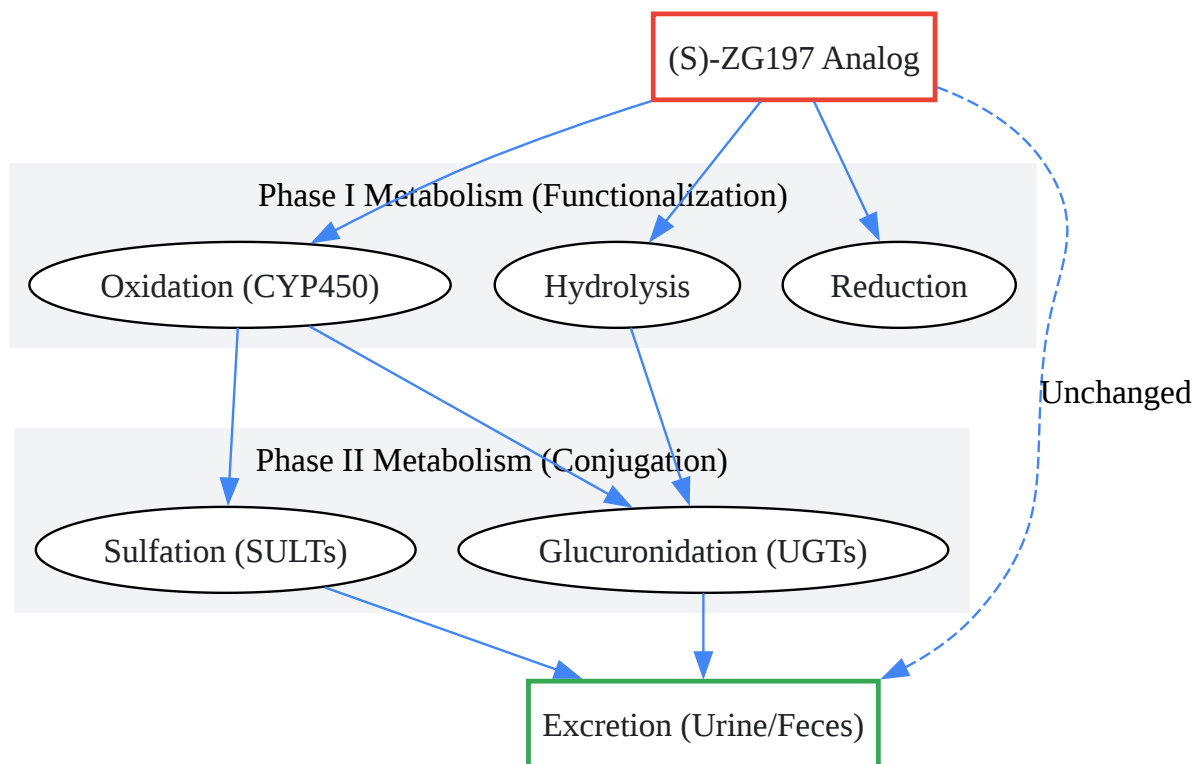 (S)-ZG197 Analog
Phase I Metabolism (Functionalization)
Oxidation (CYP450)
Hydrolysis
Reduction
Unchanged
Phase II Metabolism (Conjugation)
Sulfation (SULTs)
Glucuronidation (UGTs)
Excretion (Urine/Feces)